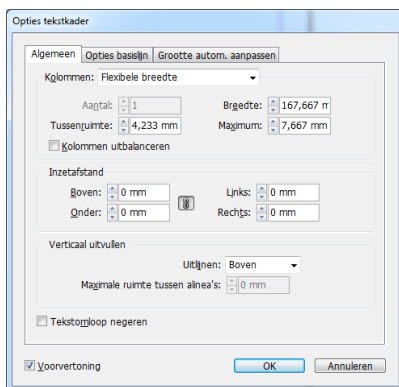 Opties tekstkader
Algemeen Opties basislijn Grootte autom. aanpassen
Kolommen: Flexibele breedte
Aantal: 1 Breedte: 167,667 m
Tussenruimte: 4,233 mm Maximum: 7,667 mm
Kolommen uitbalanceren
Inzetafstand
Boven: 0 mm Links: 0 mm
Onder: 0 mm Rechts: 0 mm
Verticaal uitvullen
Uitlijnen: Boven
Maximale ruimte tussen alinea's: 0 mm
Tekstomloop negeren
Voorvertoning OK Annuleren